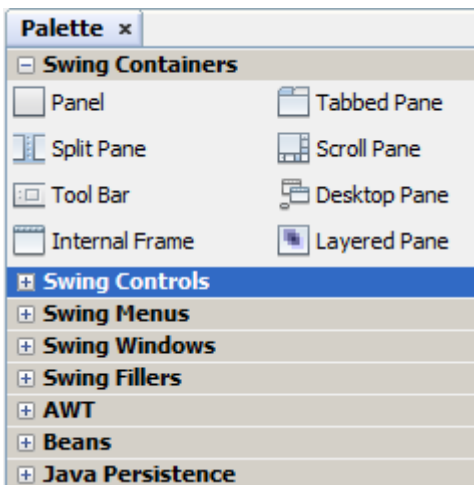 Palette x
Swing Containers
Panel Tabbed Pane
Split Pane Scroll Pane
Tool Bar Desktop Pane
Internal Frame Layered Pane
Swing Controls
Swing Menus
Swing Windows
Swing Fillers
AWT
Beans
Java Persistence